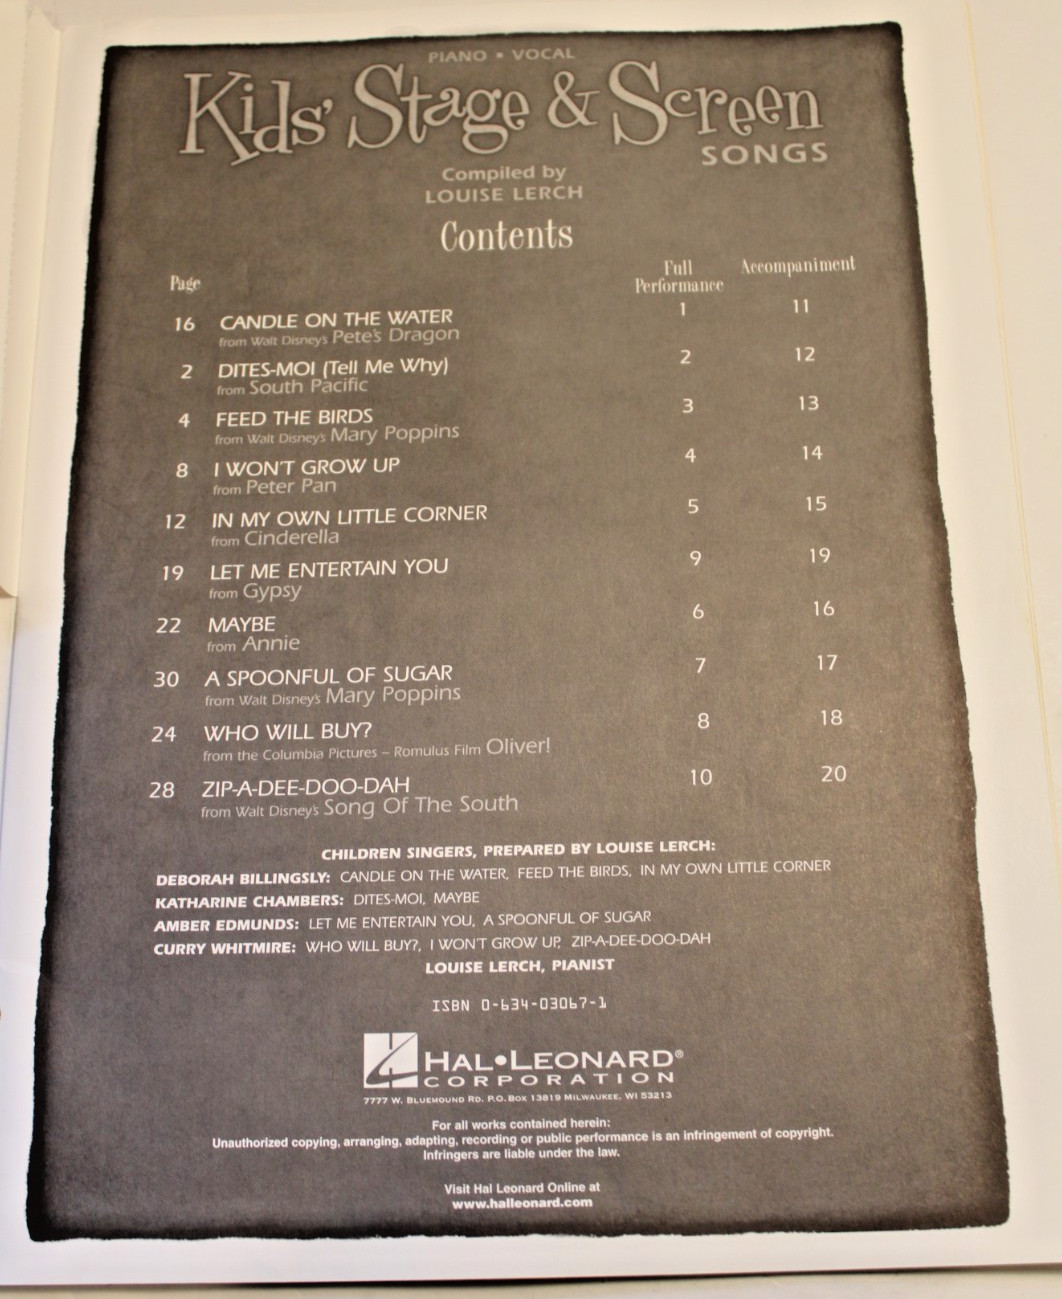 PIANO • VOCAL
Kids' Stage & Screen
SONGS
Compiled by
LOUISE LERCH
Contents
Page Full Performance Accompaniment
16 CANDLE ON THE WATER 1 11
from Walt Disney's Pete's Dragon
2 DITES-MOI (Tell Me Why) 2 12
from South Pacific
4 FEED THE BIRDS 3 13
from Walt Disney's Mary Poppins
8 I WON'T GROW UP 4 14
from Peter Pan
12 IN MY OWN LITTLE CORNER 5 15
from Cinderella
19 LET ME ENTERTAIN YOU 9 19
from Gypsy
22 MAYBE 6 16
from Annie
30 A SPOONFUL OF SUGAR 7 17
from Walt Disney's Mary Poppins
24 WHO WILL BUY? 8 18
from the Columbia Pictures – Romulus Film Oliver!
28 ZIP-A-DEE-DOO-DAH 10 20
from Walt Disney's Song Of The South
CHILDREN SINGERS, PREPARED BY LOUISE LERCH:
DEBORAH BILLINGSLY: CANDLE ON THE WATER, FEED THE BIRDS, IN MY OWN LITTLE CORNER
KATHARINE CHAMBERS: DITES-MOI, MAYBE
AMBER EDMUNDS: LET ME ENTERTAIN YOU, A SPOONFUL OF SUGAR
CURRY WHITMIRE: WHO WILL BUY?, I WON'T GROW UP, ZIP-A-DEE-DOO-DAH
LOUISE LERCH, PIANIST
ISBN 0-634-03067-1
HAL•LEONARD®
CORPORATION
7777 W. BLUEMOUND RD. P.O. BOX 13819 MILWAUKEE, WI 53213
For all works contained herein:
Unauthorized copying, arranging, adapting, recording or public performance is an infringement of copyright.
Infringers are liable under the law.
Visit Hal Leonard Online at
www.halleonard.com